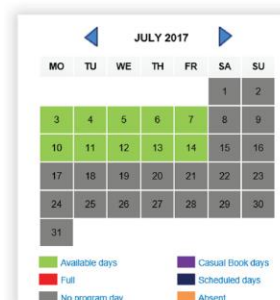 JULY 2017
MO TU WE TH FR SA SU
1 2
3 4 5 6 7 8 9
10 11 12 13 14 15 16
17 18 19 20 21 22 23
24 25 26 27 28 29 30
31
Available days Casual Book days
Full Scheduled days
No program day Absent